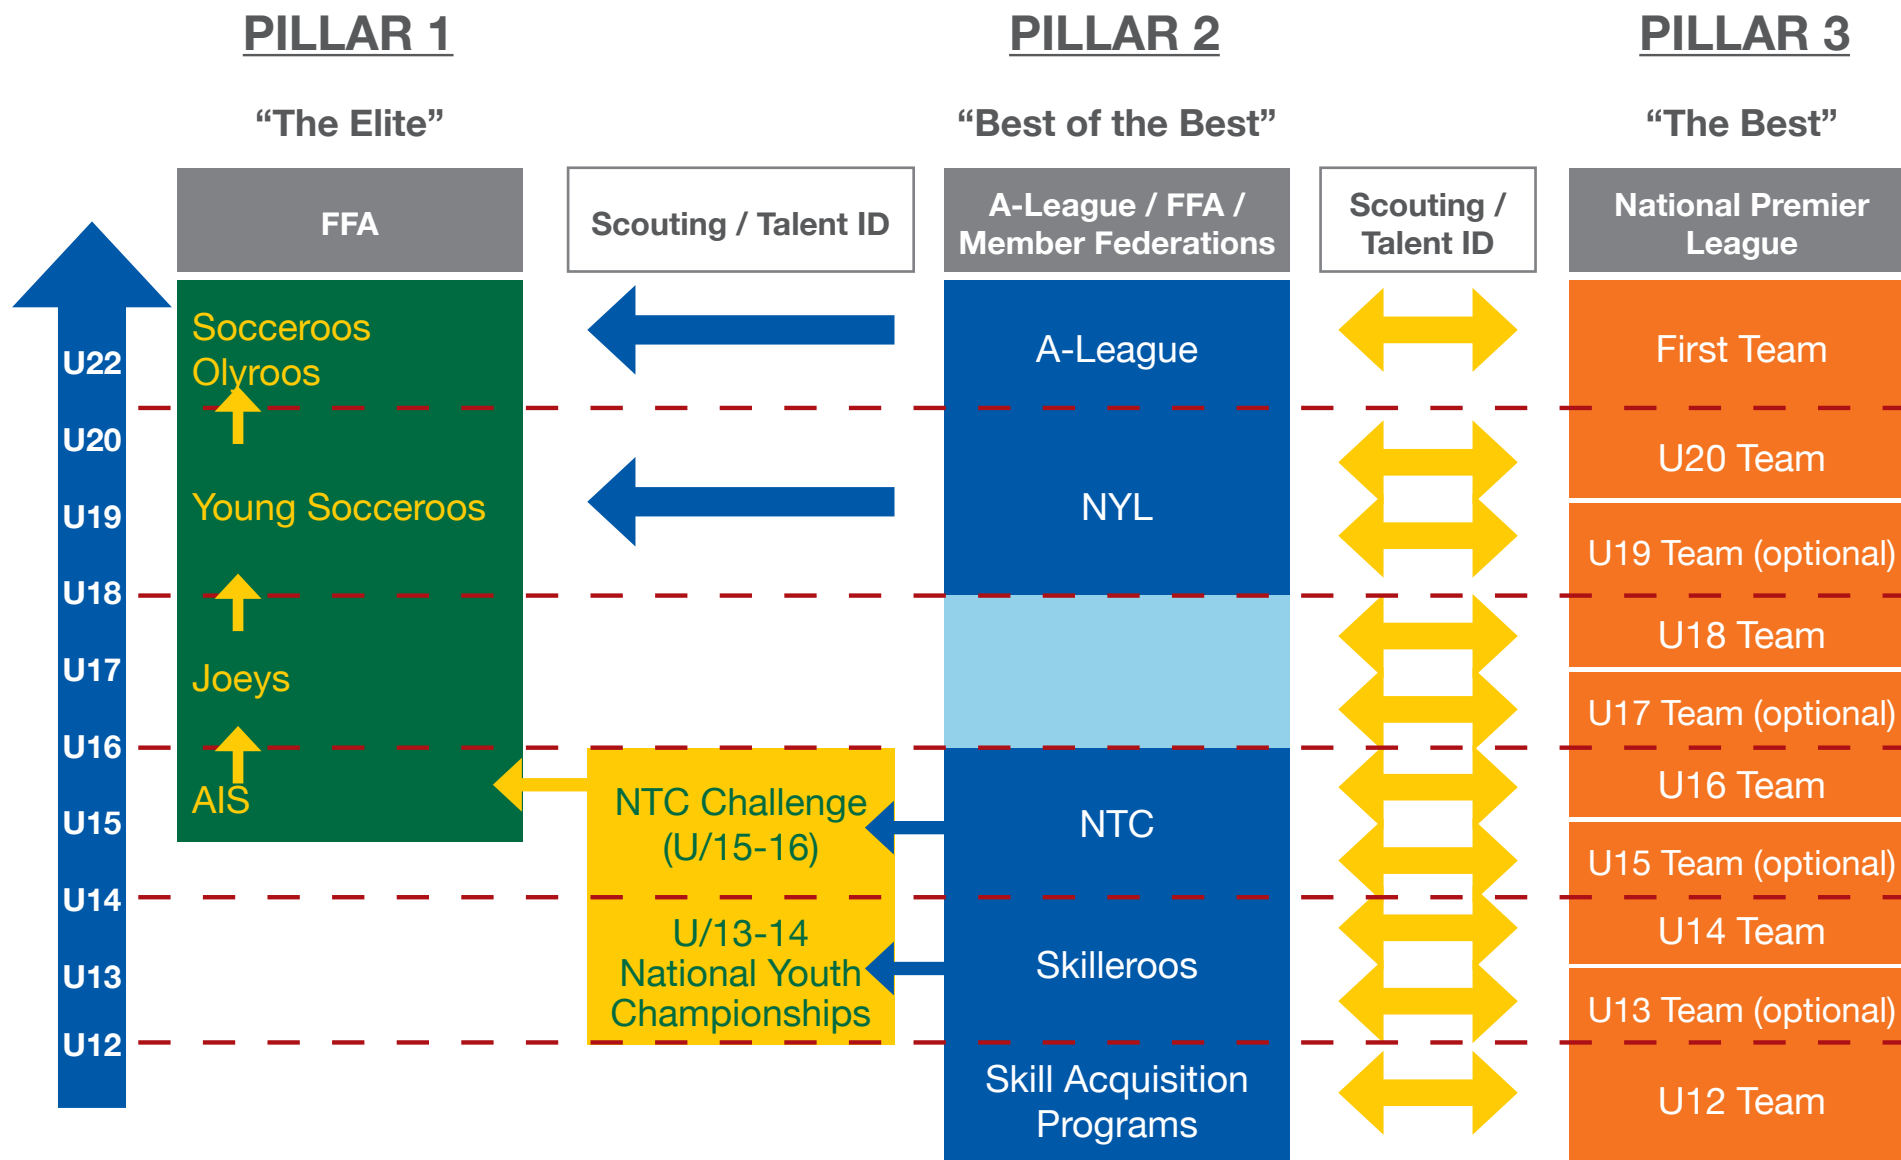 PILLAR 1
PILLAR 2
PILLAR 3
“The Elite”
“Best of the Best”
“The Best”
FFA
Scouting / Talent ID
A-League / FFA /
Member Federations
Scouting /
Talent ID
National Premier
League
U22
U20
U19
U18
U17
U16
U15
U14
U13
U12
Socceroos
Olyroos
Young Socceroos
Joeys
AIS
NTC Challenge
(U/15-16)
U/13-14
National Youth
Championships
A-League
NYL
NTC
Skilleroos
Skill Acquisition
Programs
First Team
U20 Team
U19 Team (optional)
U18 Team
U17 Team (optional)
U16 Team
U15 Team (optional)
U14 Team
U13 Team (optional)
U12 Team